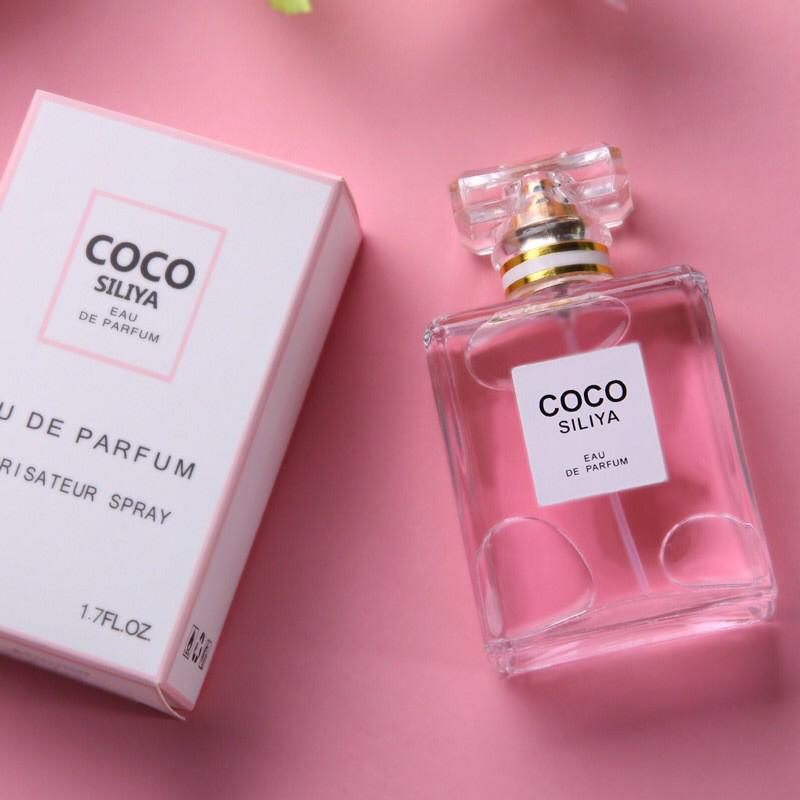 COCO
SILIYA
EAU
DE PARFUM
U DE PARFUM
RISATEUR SPRAY
1.7FL.OZ.
COCO
SILIYA
EAU
DE PARFUM